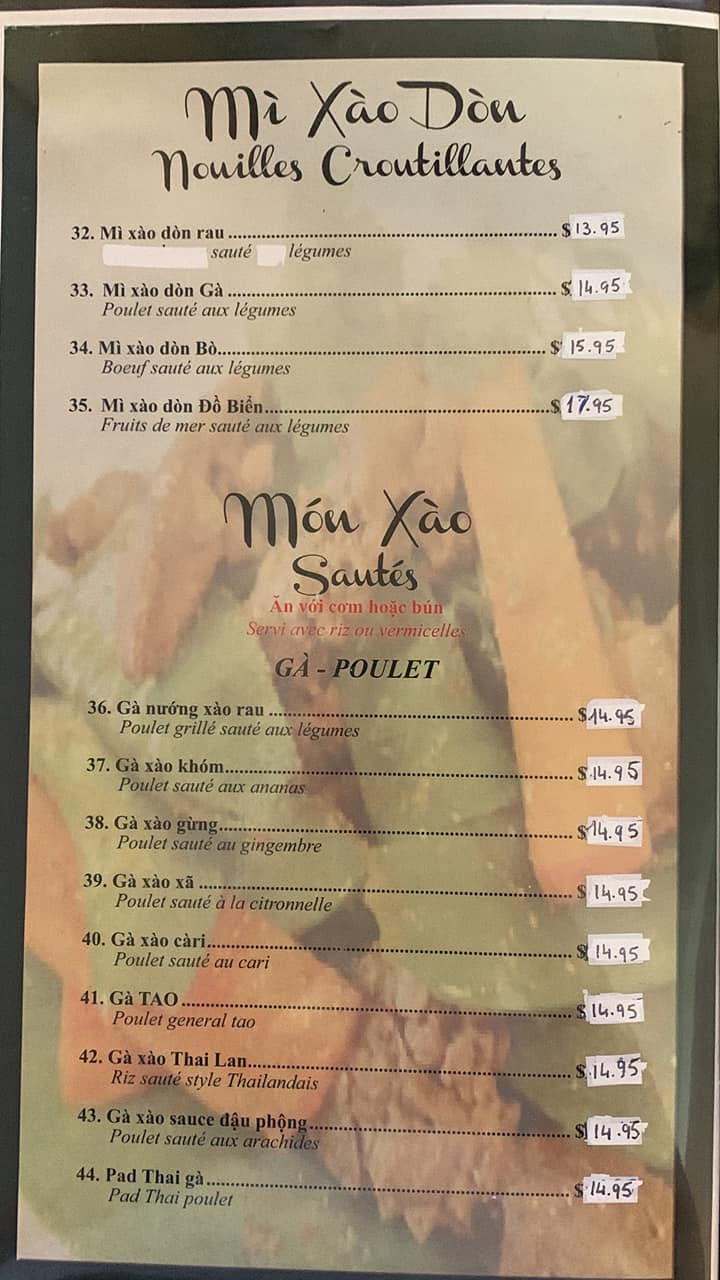 Mì Xào Dòn
Nouilles Croutillantes
32. Mì xào dòn rau ........ $13.95
sauté légumes
33. Mì xào dòn Gà ........ $14.95
Poulet sauté aux légumes
34. Mì xào dòn Bò........ $15.95
Boeuf sauté aux légumes
35. Mì xào dòn Đồ Biển........ $17.95
Fruits de mer sauté aux légumes
Món Xào
Sautés
Ăn với cơm hoặc bún
Servi avec riz ou vermicelles
GÀ - POULET
36. Gà nướng xào rau ........ $14.95
Poulet grillé sauté aux légumes
37. Gà xào khóm........ $14.95
Poulet sauté aux ananas
38. Gà xào gừng........ $14.95
Poulet sauté au gingembre
39. Gà xào xã ........ $14.95
Poulet sauté à la citronnelle
40. Gà xào càri........ $14.95
Poulet sauté au cari
41. Gà TAO ........ $14.95
Poulet general tao
42. Gà xào Thai Lan........ $14.95
Riz sauté style Thailandais
43. Gà xào sauce đậu phộng........ $14.95
Poulet sauté aux arachides
44. Pad Thai gà........ $14.95
Pad Thai poulet